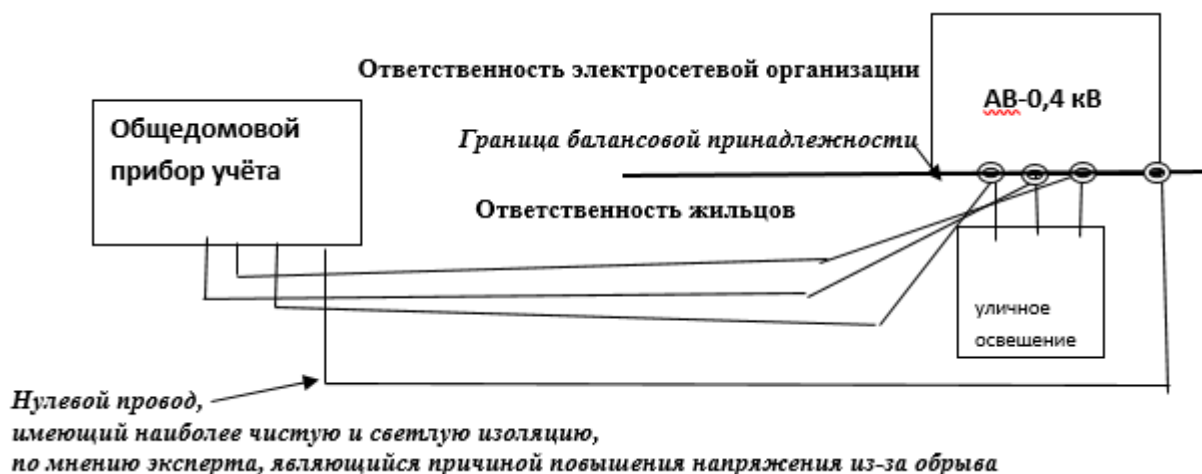 Ответственность электросетевой организации
АВ-0,4 кВ
Общедомовой
прибор учёта
Граница балансовой принадлежности
Ответственность жильцов
уличное
освещение
Нулевой провод,
имеющий наиболее чистую и светлую изоляцию,
по мнению эксперта, являющийся причиной повышения напряжения из-за обрыва